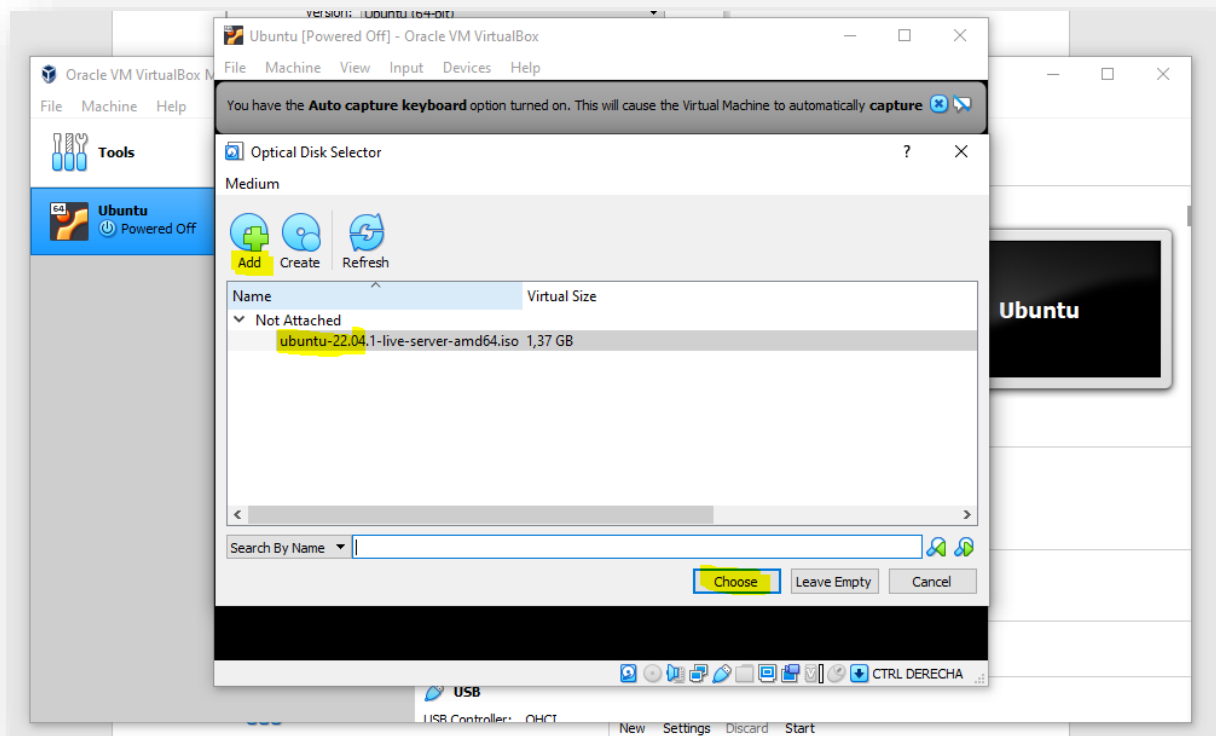 Version: Ubuntu (64-bit)
Ubuntu [Powered Off] - Oracle VM VirtualBox
File Machine View Input Devices Help
Oracle VM VirtualBox M
File Machine Help
You have the Auto capture keyboard option turned on. This will cause the Virtual Machine to automatically capture
Tools
64
Ubuntu
Powered Off
Optical Disk Selector ?
Medium
Add Create Refresh
Name Virtual Size
Not Attached
ubuntu-22.04.1-live-server-amd64.iso 1,37 GB
Search By Name
Choose Leave Empty Cancel
Ubuntu
CTRL DERECHA
USB
USB Controller: OHCI
New Settings Discard Start